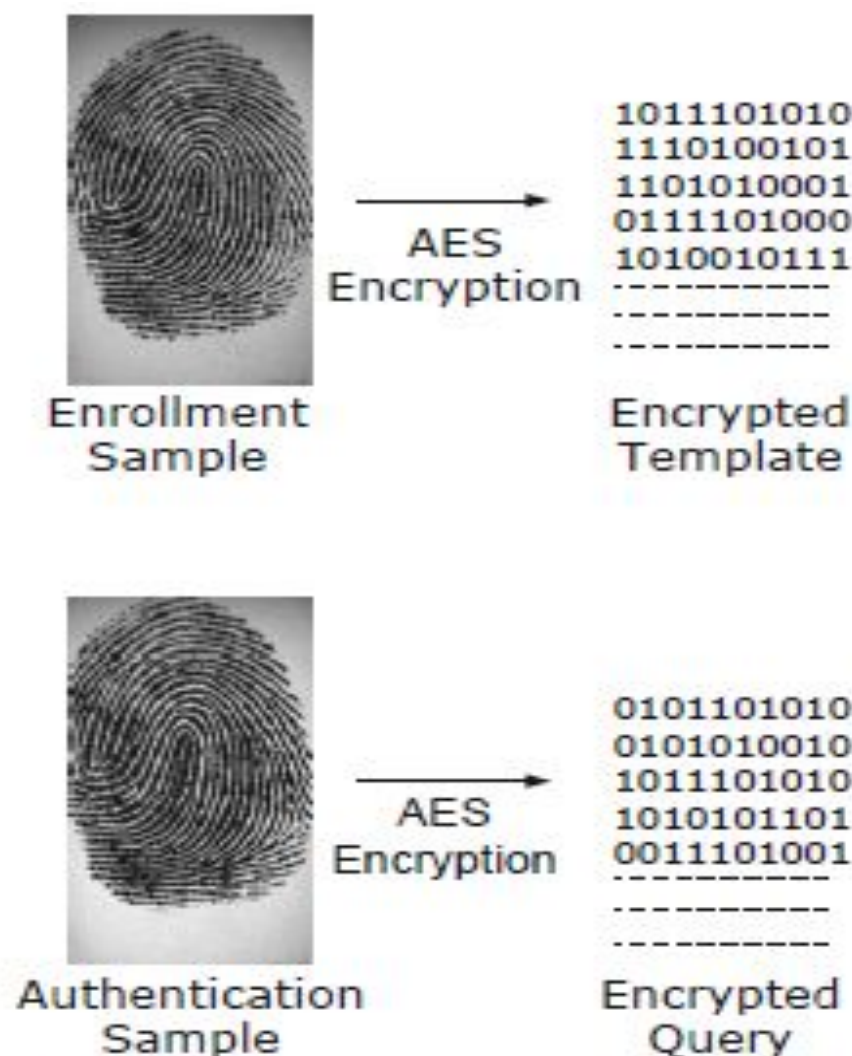 1011101010
1110100101
1101010001
0111101000
1010010111
----------
----------
----------
AES
Encryption
Enrollment
Sample
Encrypted
Template
0101101010
0101010010
1011101010
1010101101
0011101001
----------
----------
----------
AES
Encryption
Authentication
Sample
Encrypted
Query